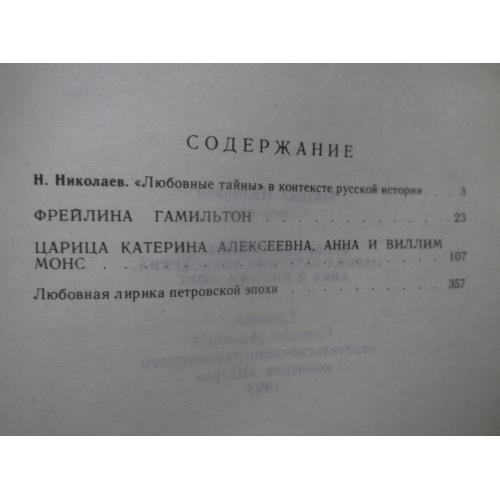 СОДЕРЖАНИЕ
Н. Николаев. «Любовные тайны» в контексте русской истории . . . 3
ФРЕЙЛИНА ГАМИЛЬТОН . . . . . . . . 23
ЦАРИЦА КАТЕРИНА АЛЕКСЕЕВНА, АННА И ВИЛЛИМ
МОНС . . . . . . . . . . . . . 107
Любовная лирика петровской эпохи . . . . . . . 357